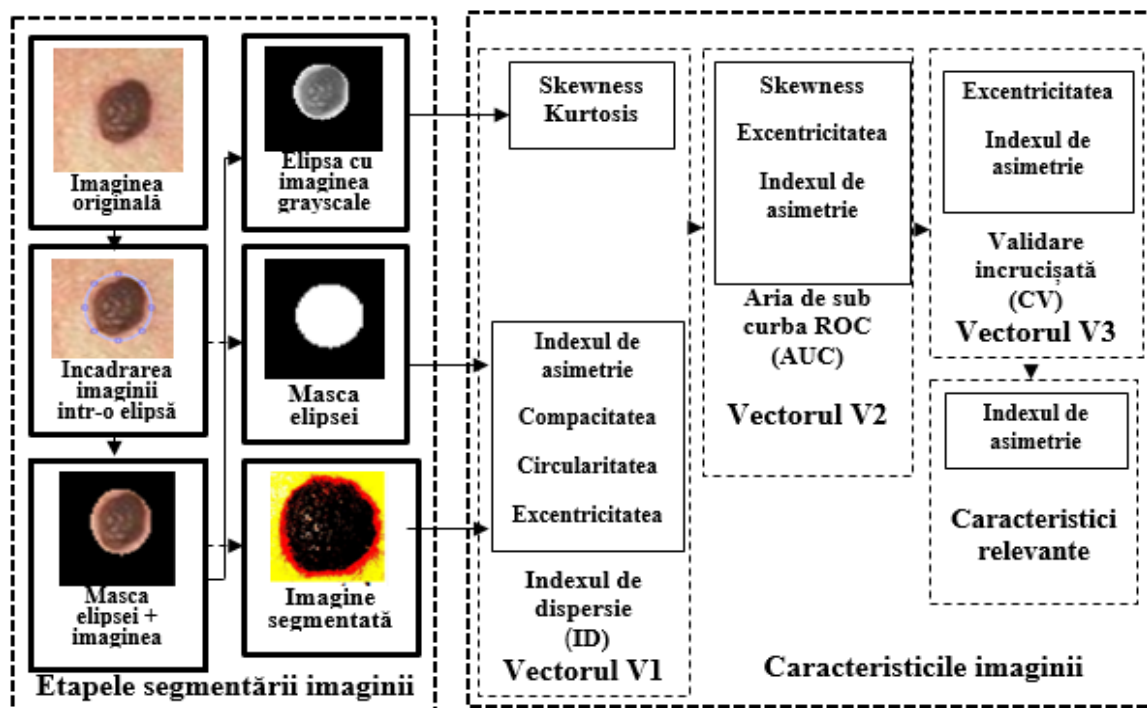 Imaginea
originală
Incadrarea
imaginii
intr-o elipsă
Masca
elipsei +
imaginea
Elipsa cu
imaginea
grayscale
Masca
elipsei
Imagine
segmentată
Etapele segmentării imaginii
Skewness
Kurtosis
Indexul de
asimetrie
Compacitatea
Circularitatea
Excentricitatea
Indexul de
dispersie
(ID)
Vectorul V1
Skewness
Excentricitatea
Indexul de
asimetrie
Aria de sub
curba ROC
(AUC)
Vectorul V2
Excentricitatea
Indexul de
asimetrie
Validare
incrucișată
(CV)
Vectorul V3
Indexul de
asimetrie
Caracteristici
relevante
Caracteristicile imaginii